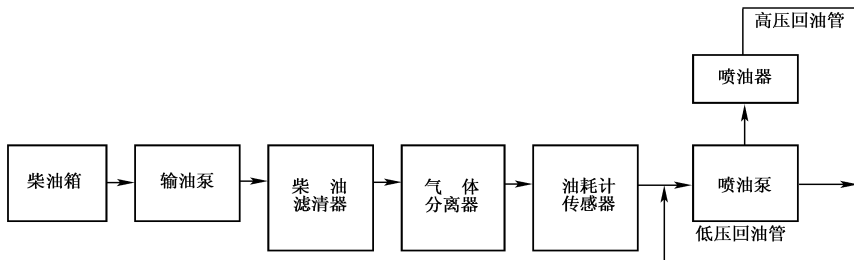 高压回油管
喷油器
柴油箱
输油泵
柴 油
滤清器
气 体
分离器
油耗计
传感器
喷油泵
低压回油管